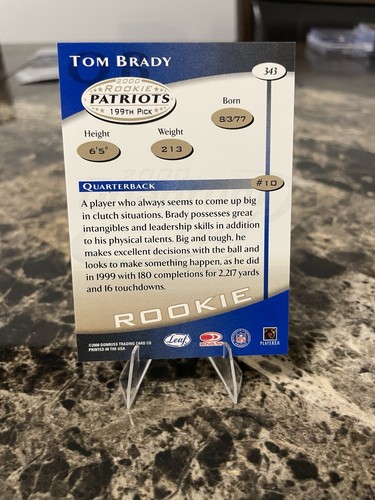 TOM BRADY
343
2000
ROOKIE
PATRIOTS
199TH PICK
Born
8/3/77
Height
Weight
6'5"
213
QUARTERBACK
#10
A player who always seems to come up big
in clutch situations, Brady possesses great
intangibles and leadership skills in addition
to his physical talents. Big and tough, he
makes excellent decisions with the ball and
looks to make something happen, as he did
in 1999 with 180 completions for 2,217 yards
and 16 touchdowns.
ROOKIE
©2000 DONRUSS TRADING CARD CO.
PRINTED IN THE USA
Leaf
DONRUSS
NFL
PLAYERS